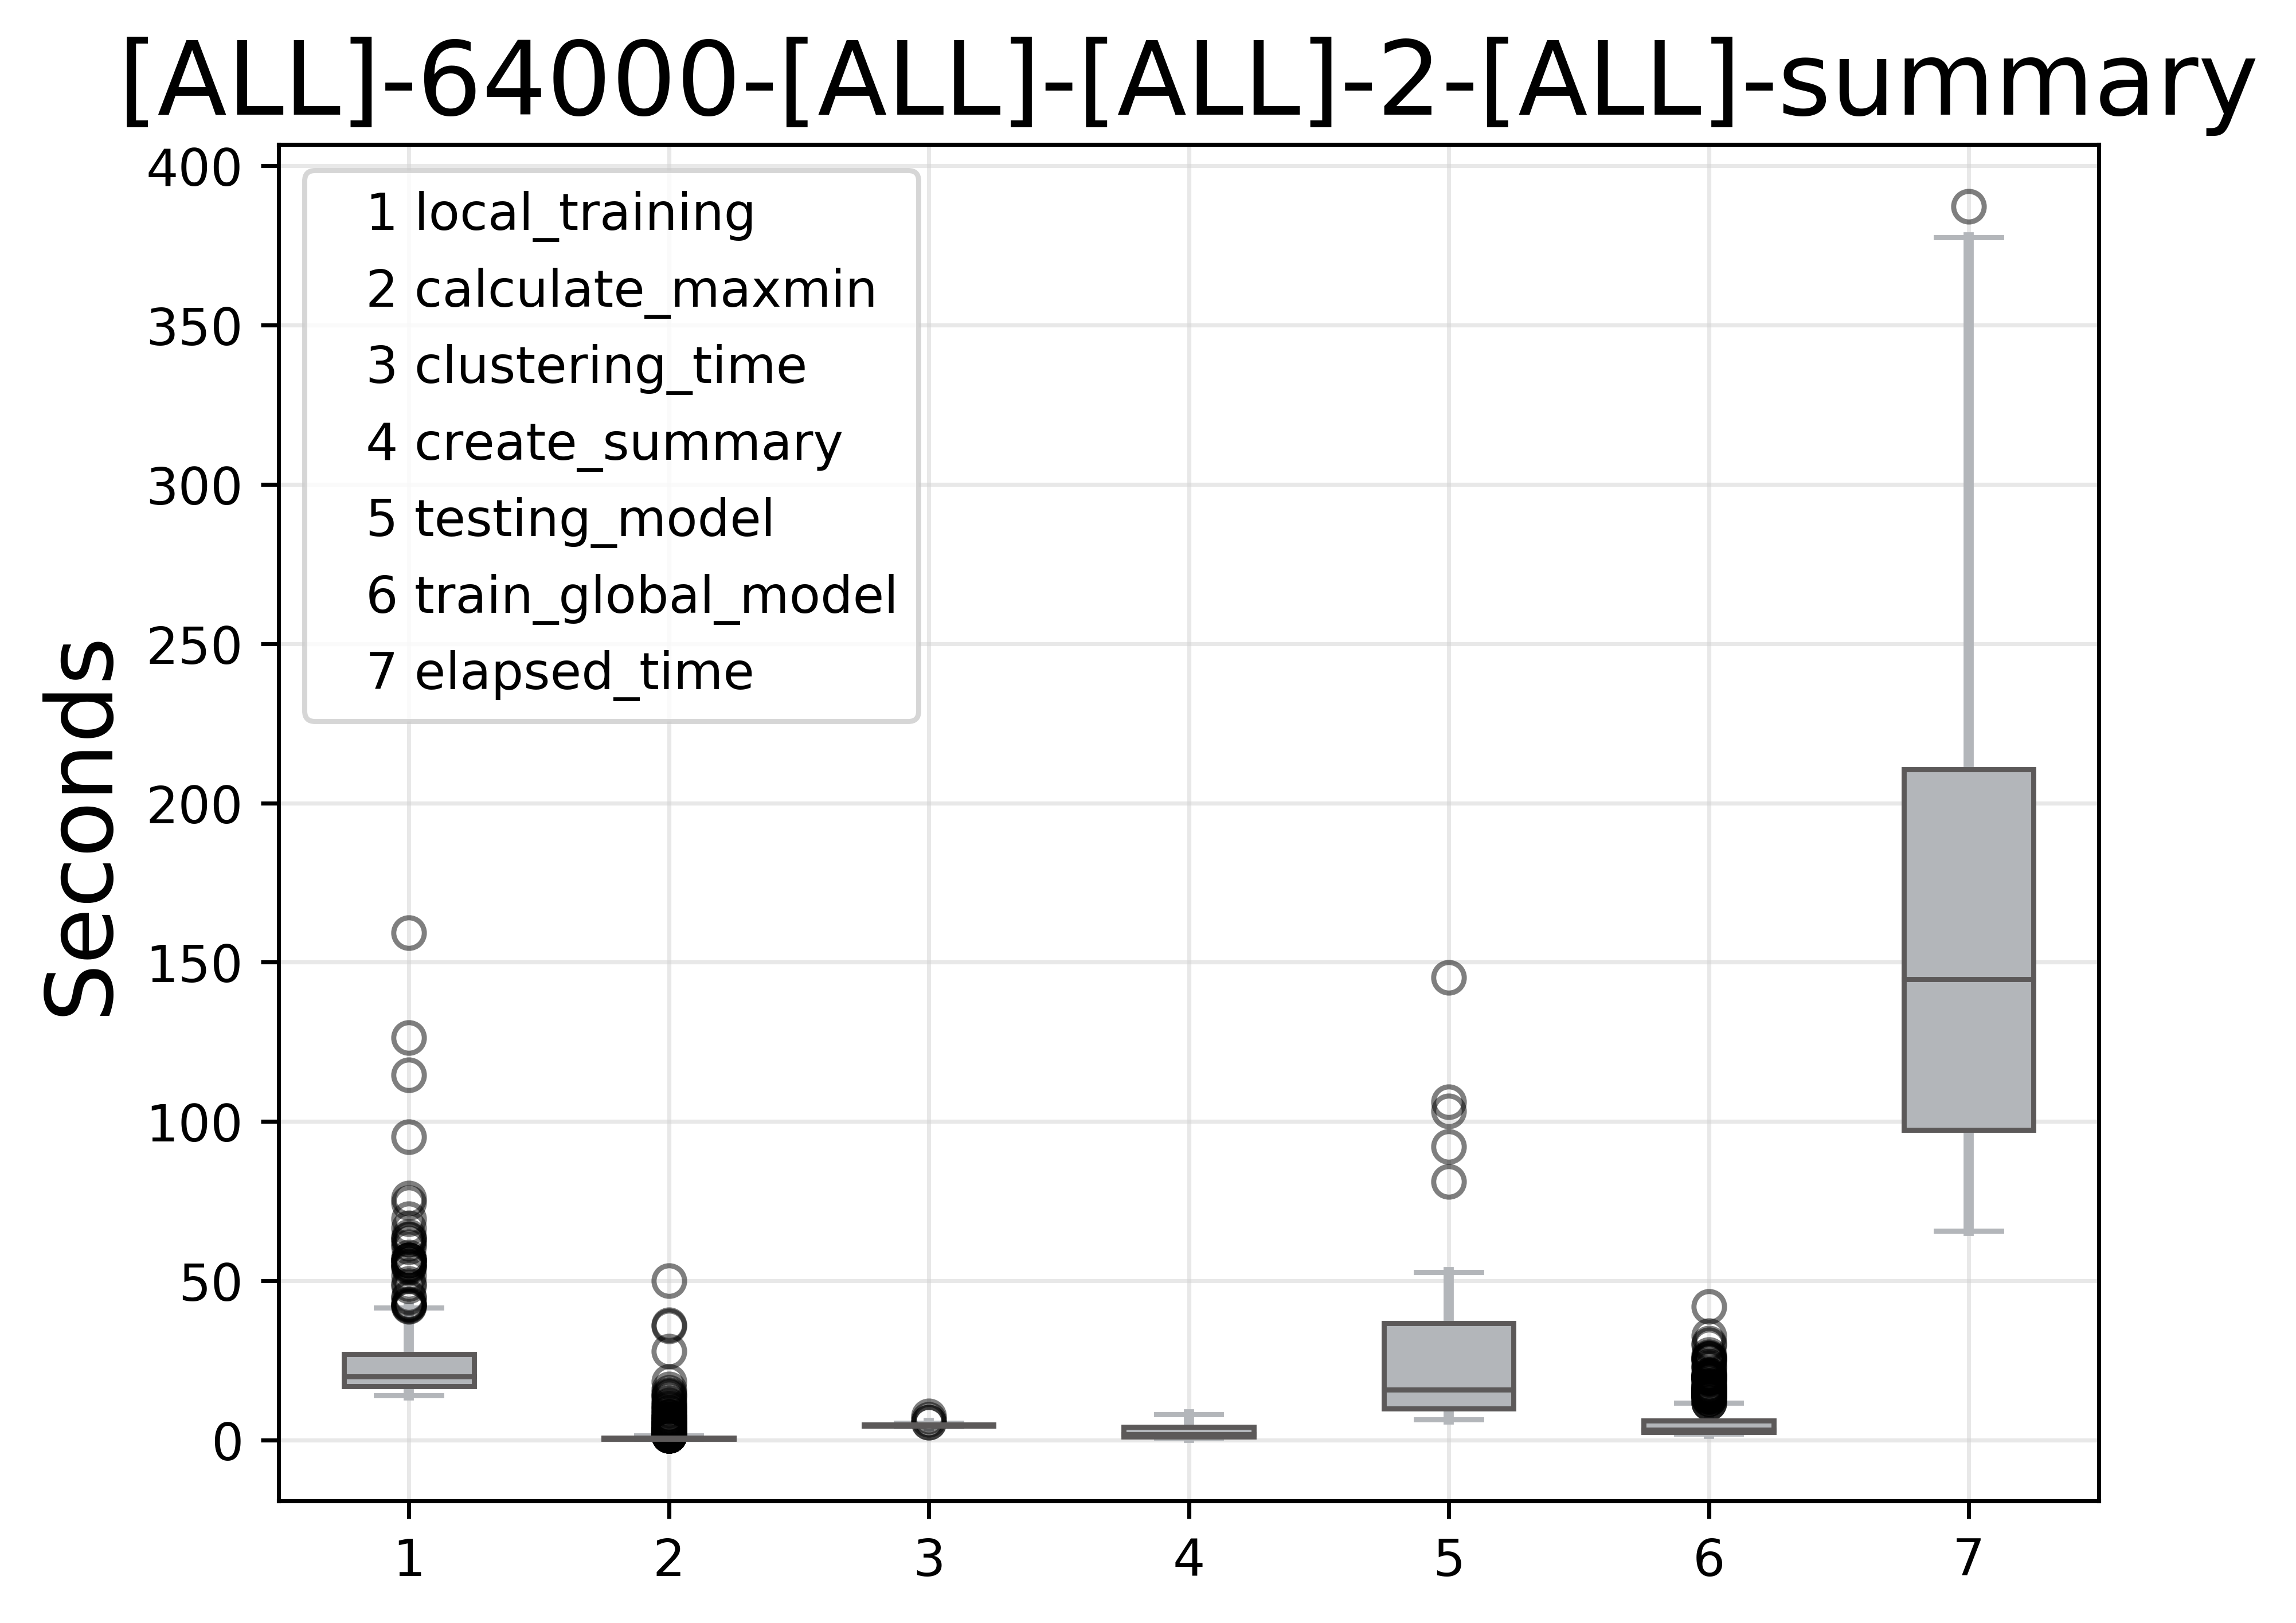 [ALL]-64000-[ALL]-[ALL]-2-[ALL]-summary
400
350
300
250
200
150
100
50
0
Seconds
1 local_training
2 calculate_maxmin
3 clustering_time
4 create_summary
5 testing_model
6 train_global_model
7 elapsed_time
1 2 3 4 5 6 7